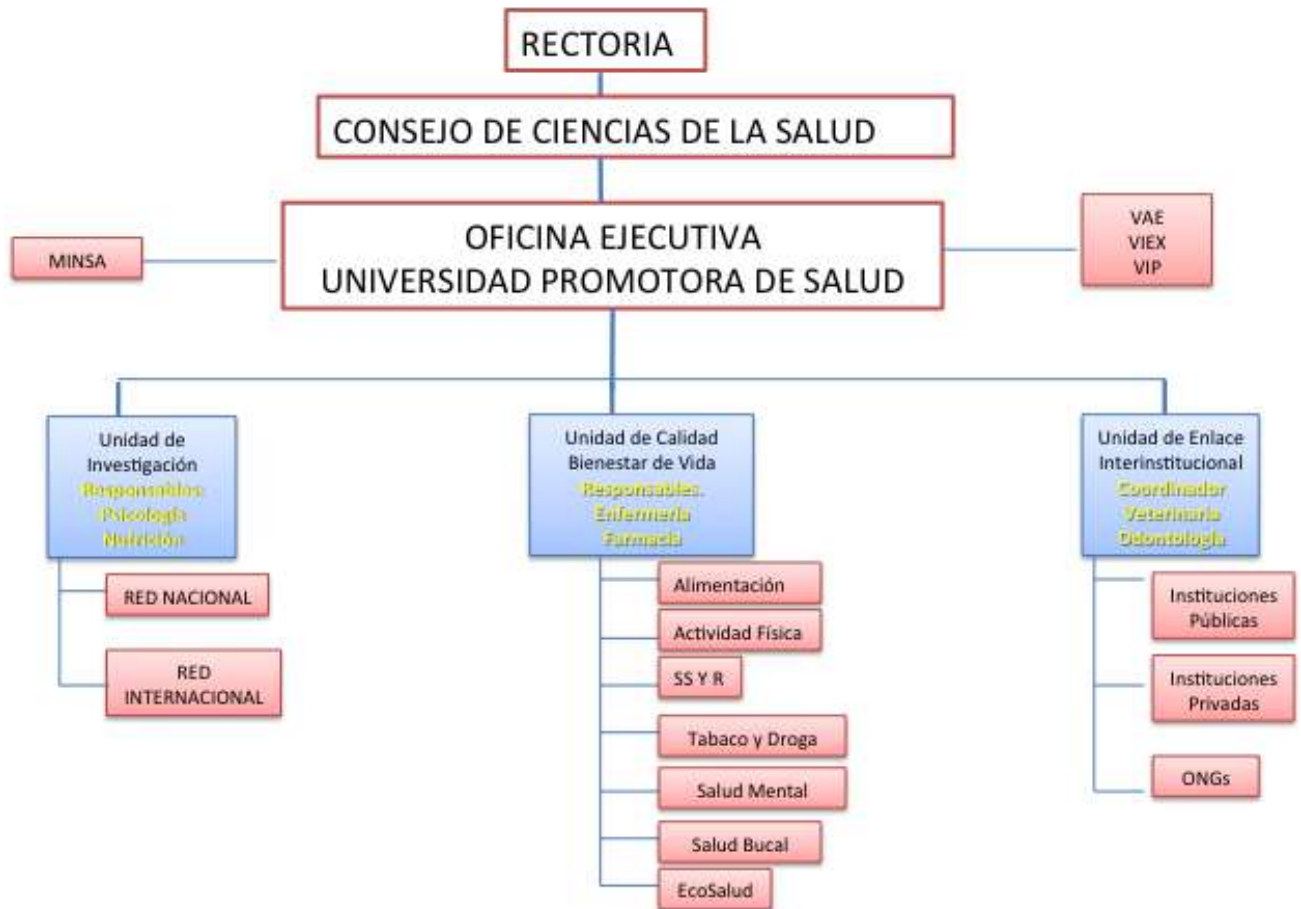 RECTORIA
CONSEJO DE CIENCIAS DE LA SALUD
OFICINA EJECUTIVA
UNIVERSIDAD PROMOTORA DE SALUD
MINSA
VAE
VIEX
VIP
Unidad de
Investigación
Responsables:
Psicología
Nutrición
RED NACIONAL
RED
INTERNACIONAL
Unidad de Calidad
Bienestar de Vida
Responsables.
Enfermería
Farmacia
Alimentación
Actividad Física
SS Y R
Tabaco y Droga
Salud Mental
Salud Bucal
EcoSalud
Unidad de Enlace
Interinstitucional
Coordinador
Veterinaria
Odontología
Instituciones
Públicas
Instituciones
Privadas
ONGs